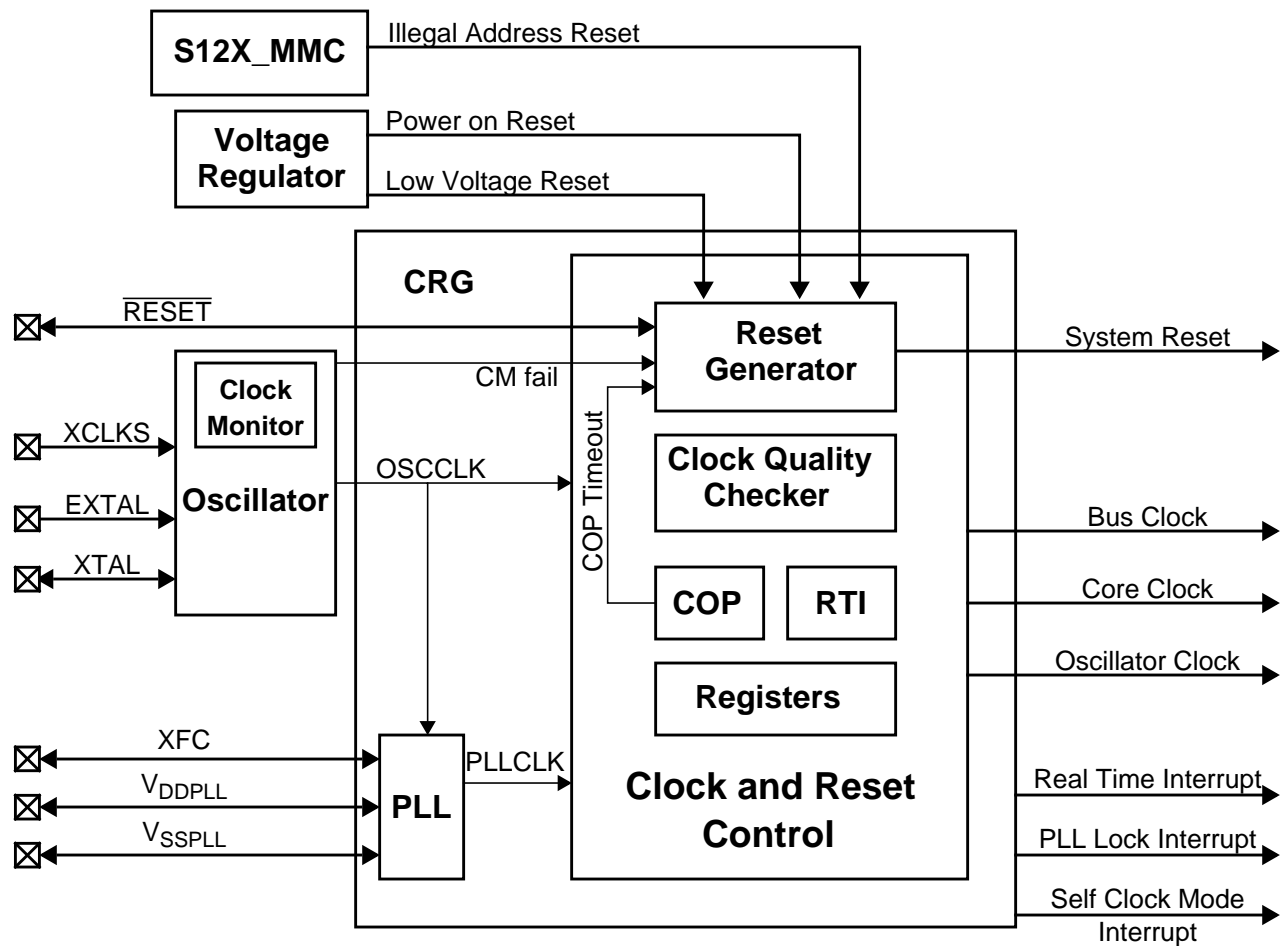 S12X_MMC
Illegal Address Reset
Voltage
Regulator
Power on Reset
Low Voltage Reset
CRG
RESET
Reset
Generator
System Reset
CM fail
Clock
Monitor
XCLKS
OSCCLK
COP Timeout
Clock Quality
Checker
EXTAL
Oscillator
Bus Clock
XTAL
COP
RTI
Core Clock
Oscillator Clock
Registers
XFC
PLLCLK
VDDPLL
PLL
VSSPLL
Clock and Reset
Control
Real Time Interrupt
PLL Lock Interrupt
Self Clock Mode
Interrupt